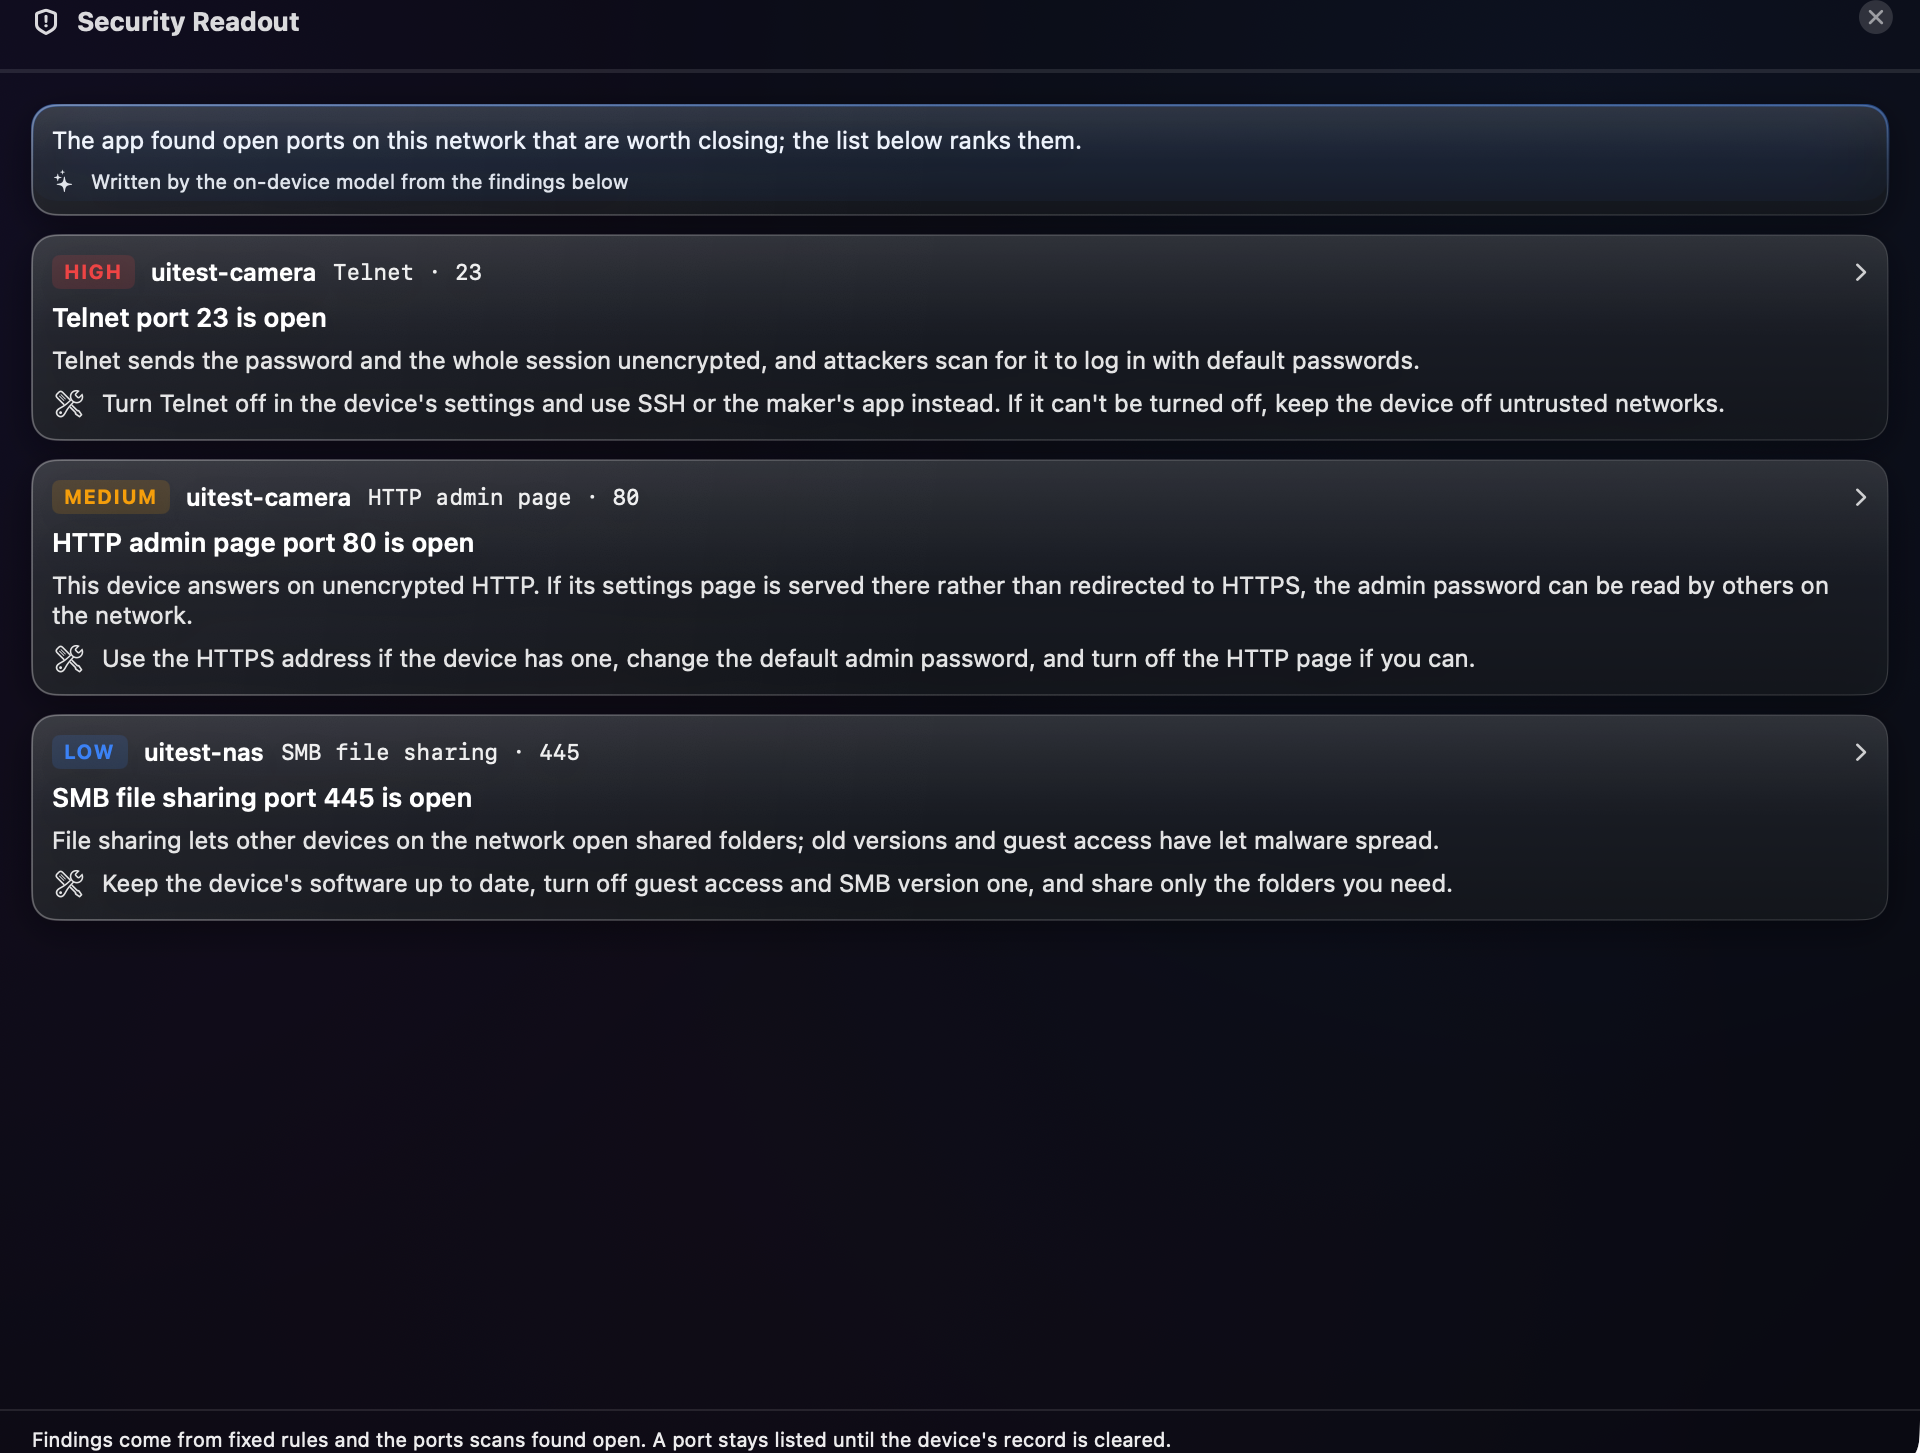 Security Readout
The app found open ports on this network that are worth closing; the list below ranks them.
Written by the on-device model from the findings below
HIGH uitest-camera Telnet · 23
Telnet port 23 is open
Telnet sends the password and the whole session unencrypted, and attackers scan for it to log in with default passwords.
Turn Telnet off in the device's settings and use SSH or the maker's app instead. If it can't be turned off, keep the device off untrusted networks.
MEDIUM uitest-camera HTTP admin page · 80
HTTP admin page port 80 is open
This device answers on unencrypted HTTP. If its settings page is served there rather than redirected to HTTPS, the admin password can be read by others on
the network.
Use the HTTPS address if the device has one, change the default admin password, and turn off the HTTP page if you can.
LOW uitest-nas SMB file sharing · 445
SMB file sharing port 445 is open
File sharing lets other devices on the network open shared folders; old versions and guest access have let malware spread.
Keep the device's software up to date, turn off guest access and SMB version one, and share only the folders you need.
Findings come from fixed rules and the ports scans found open. A port stays listed until the device's record is cleared.